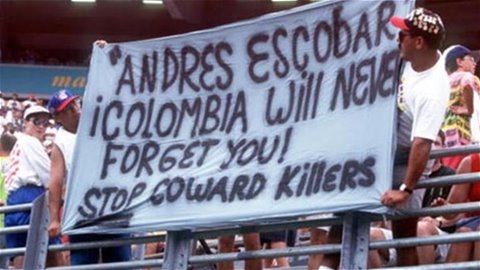 "ANDRES ESCOBAR
¡COLOMBIA Will NEVER
FORGET YOU!
STOP COWARD Killers